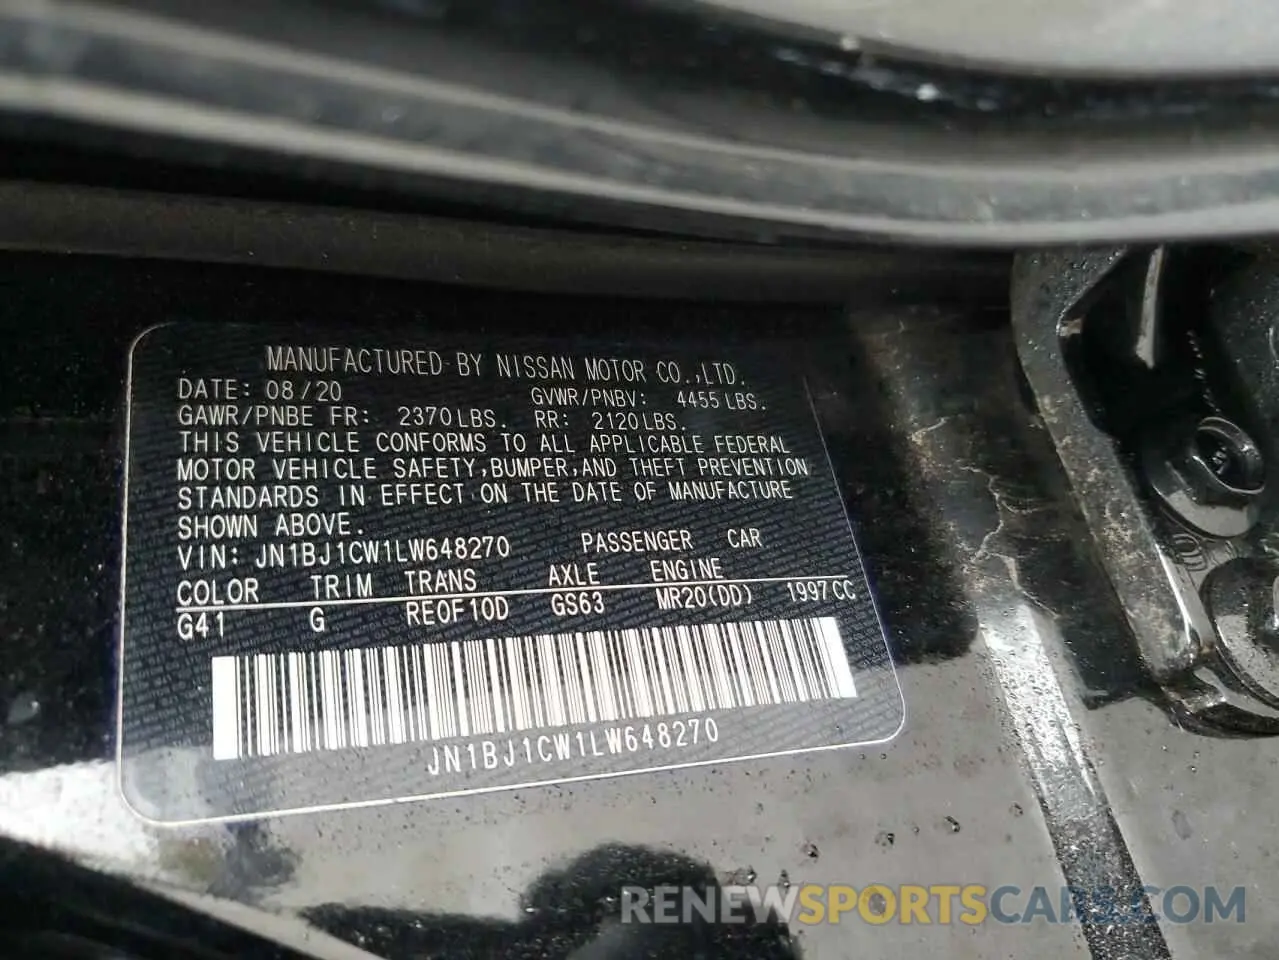 MANUFACTURED BY NISSAN MOTOR CO.,LTD.
DATE: 08/20 GVWR/PNBV: 4455 LBS.
GAWR/PNBE FR: 2370 LBS. RR: 2120 LBS.
THIS VEHICLE CONFORMS TO ALL APPLICABLE FEDERAL
MOTOR VEHICLE SAFETY, BUMPER, AND THEFT PREVENTION
STANDARDS IN EFFECT ON THE DATE OF MANUFACTURE
SHOWN ABOVE.
VIN: JN1BJ1CW1LW648270 PASSENGER CAR
COLOR TRIM TRANS AXLE ENGINE
G41 G RE0F10D GS63 MR20(DD) 1997CC
JN1BJ1CW1LW648270
RENEWSPORTSCARS.COM